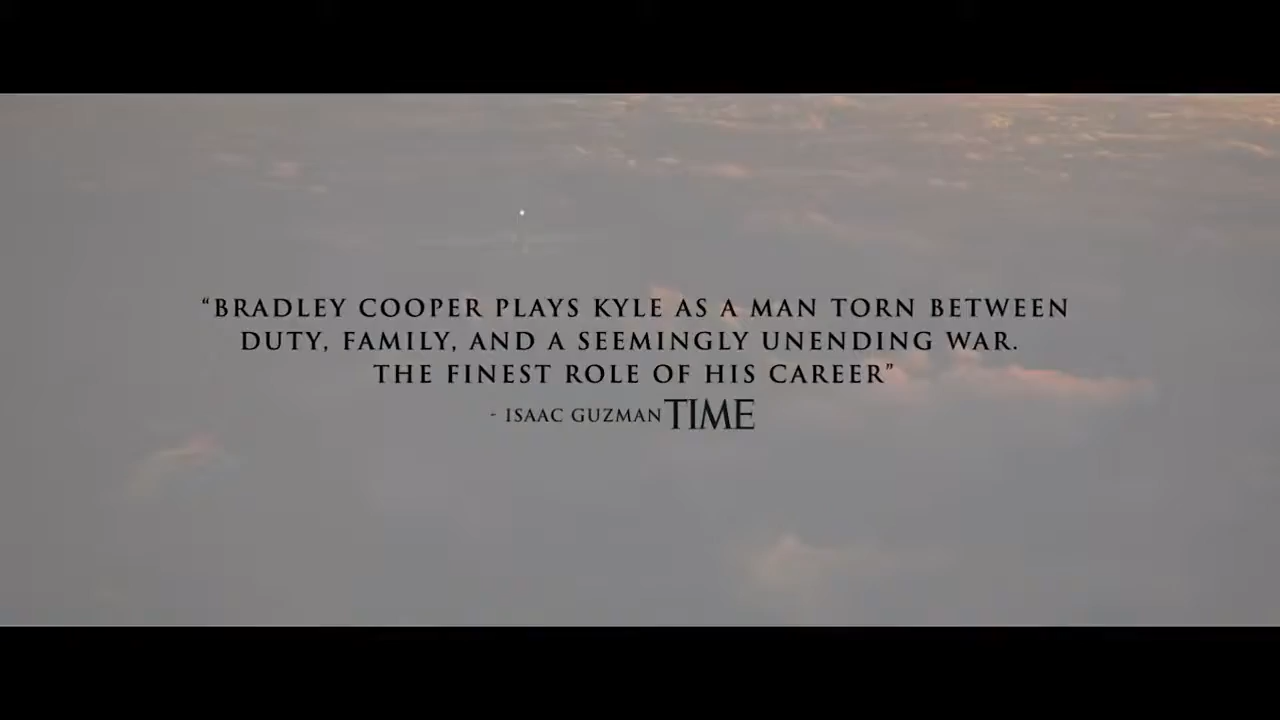 “BRADLEY COOPER PLAYS KYLE AS A MAN TORN BETWEEN
DUTY, FAMILY, AND A SEEMINGLY UNENDING WAR.
THE FINEST ROLE OF HIS CAREER”
- ISAAC GUZMAN TIME